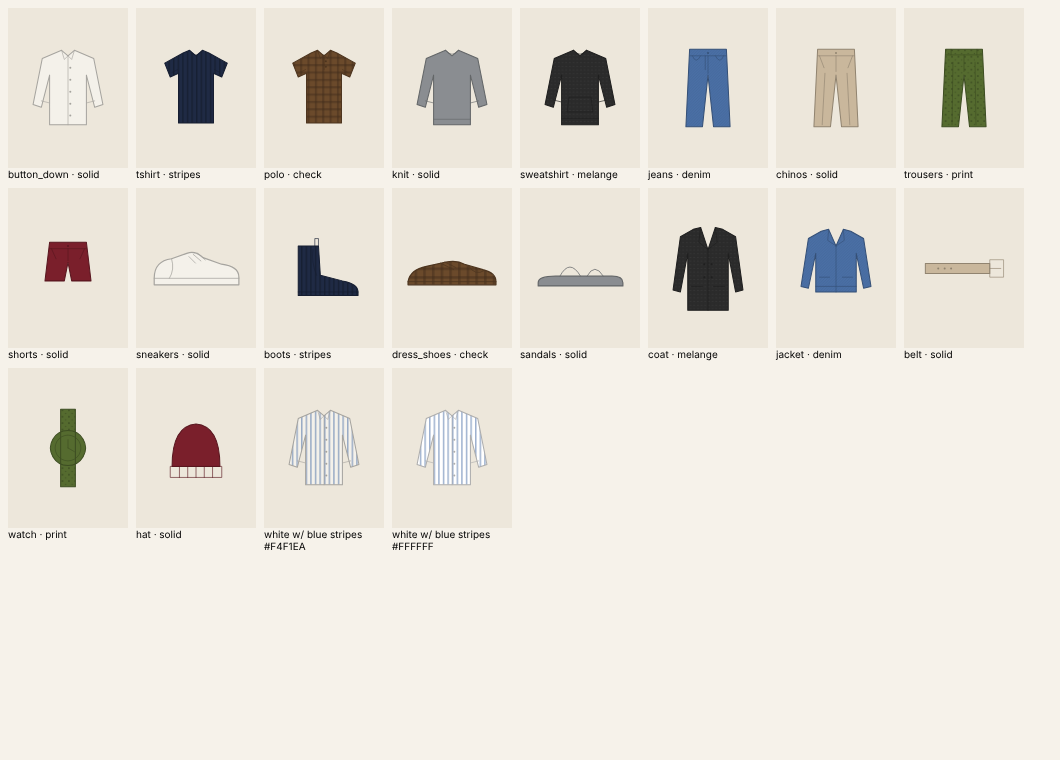 button_down · solid
tshirt · stripes
polo · check
knit · solid
sweatshirt · melange
jeans · denim
chinos · solid
trousers · print
shorts · solid
sneakers · solid
boots · stripes
dress_shoes · check
sandals · solid
coat · melange
jacket · denim
belt · solid
watch · print
hat · solid
white w/ blue stripes
#F4F1EA
white w/ blue stripes
#FFFFFF